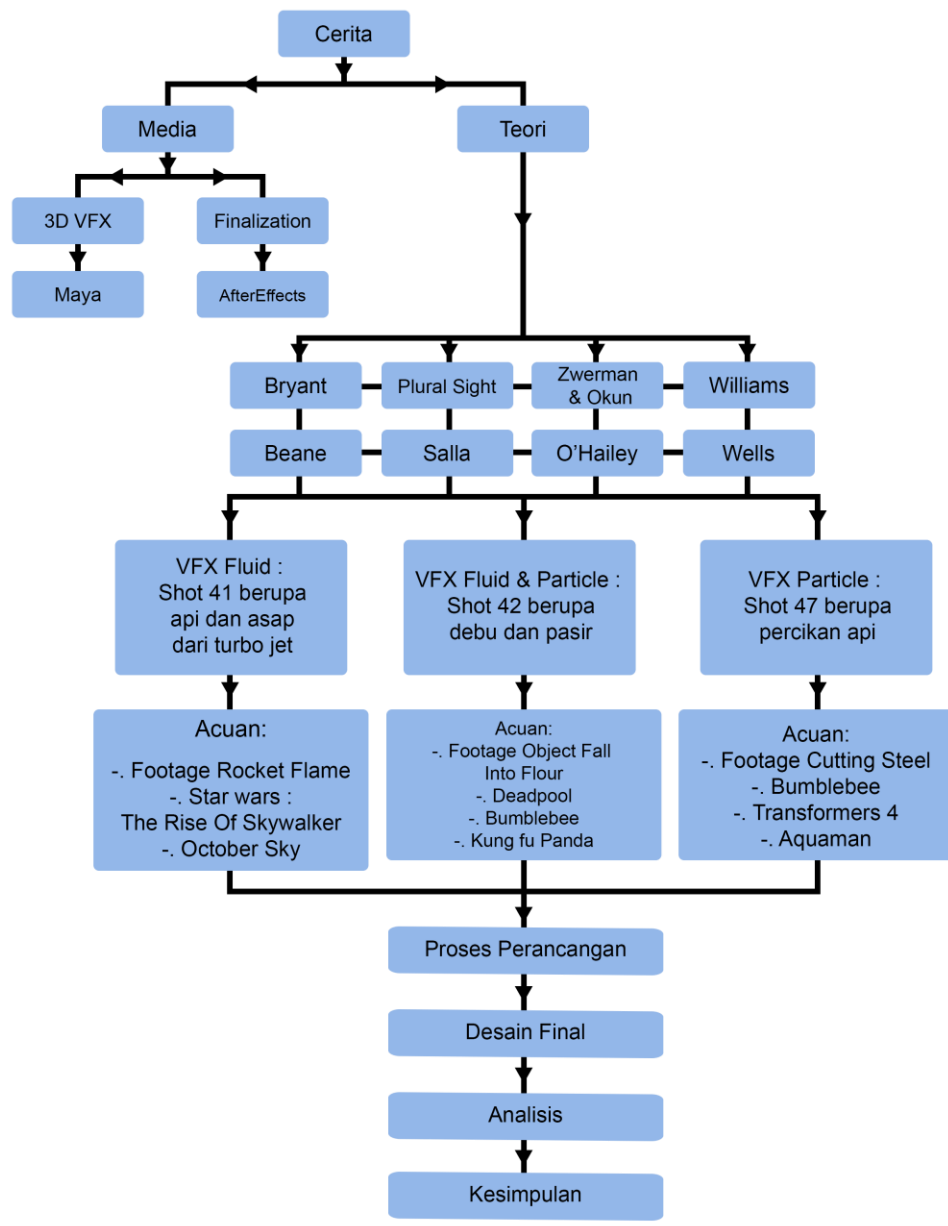 Cerita
Media
Teori
3D VFX
Finalization
Maya
AfterEffects
Bryant
Plural Sight
Zwerman
& Okun
Williams
Beane
Salla
O'Hailey
Wells
VFX Fluid :
Shot 41 berupa
api dan asap
dari turbo jet
VFX Fluid & Particle :
Shot 42 berupa
debu dan pasir
VFX Particle :
Shot 47 berupa
percikan api
Acuan:
-. Footage Rocket Flame
-. Star wars :
The Rise Of Skywalker
-. October Sky
Acuan:
-. Footage Object Fall
Into Flour
-. Deadpool
-. Bumblebee
-. Kung fu Panda
Acuan:
-. Footage Cutting Steel
-. Bumblebee
-. Transformers 4
-. Aquaman
Proses Perancangan
Desain Final
Analisis
Kesimpulan